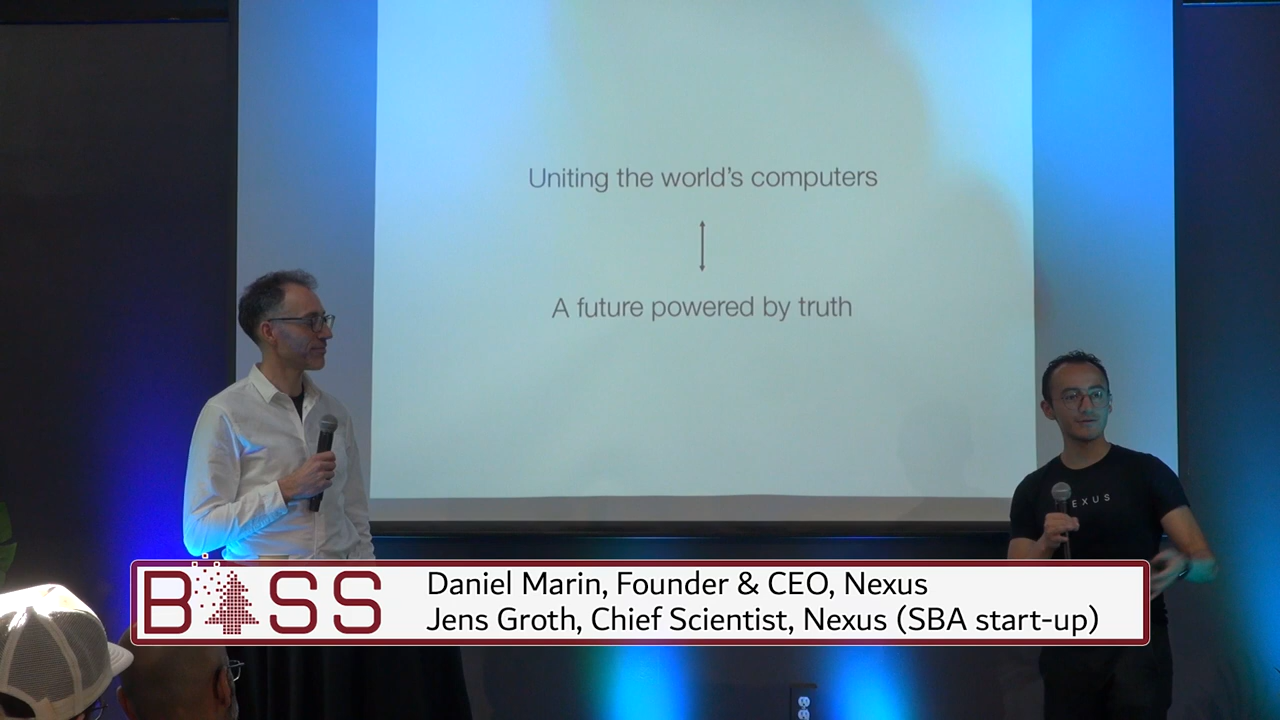 Uniting the world's computers
A future powered by truth
EXUS
BASS
Daniel Marin, Founder & CEO, Nexus
Jens Groth, Chief Scientist, Nexus (SBA start-up)